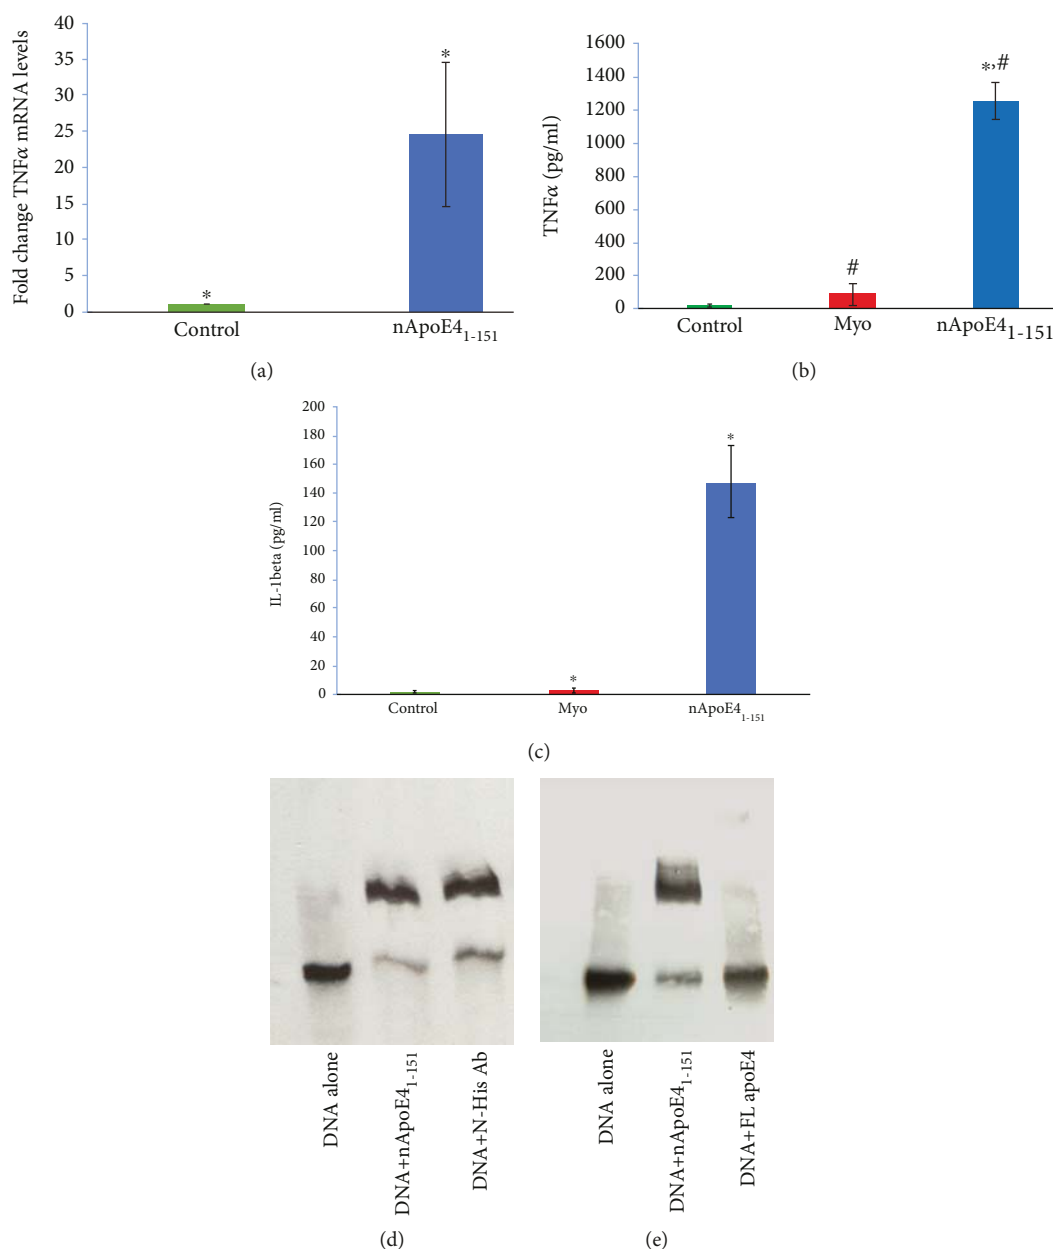 Fold change TNFα mRNA levels
40
35
30
25
20
15
10
5
0
*
*
Control
nApoE41-151
(a)
TNFα (pg/ml)
1600
1400
1200
1000
800
600
400
200
0
#
*,#
Control
Myo
nApoE41-151
(b)
IL-1beta (pg/ml)
200
180
160
140
120
100
80
60
40
20
0
*
*
Control
Myo
nApoE41-151
(c)
DNA alone
DNA+nApoE41-151
DNA+N-His Ab
(d)
DNA alone
DNA+nApoE41-151
DNA+FL apoE4
(e)